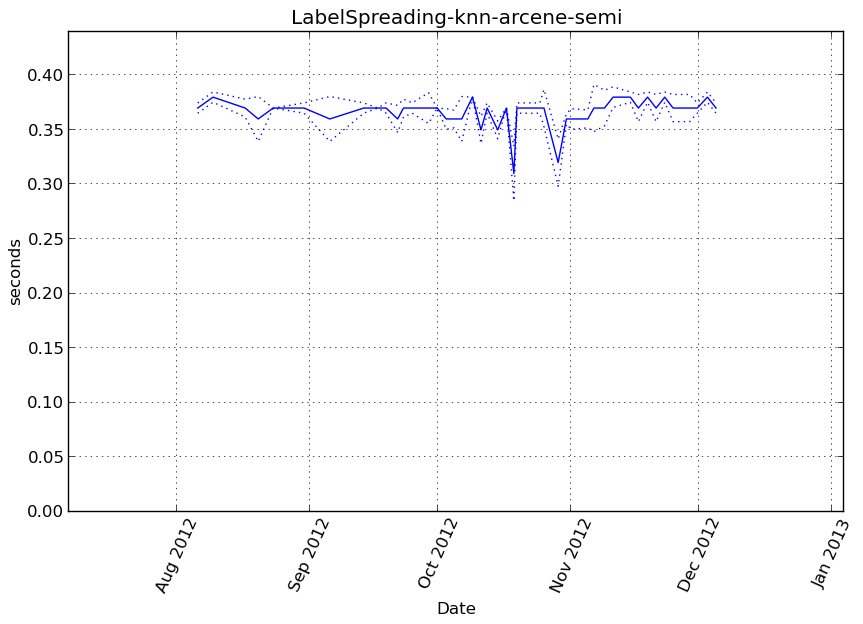 LabelSpreading-knn-arcene-semi
0.40
0.35
0.30
0.25
0.20
0.15
0.10
0.05
0.00
seconds
Aug 2012
Sep 2012
Oct 2012
Nov 2012
Dec 2012
Jan 2013
Date